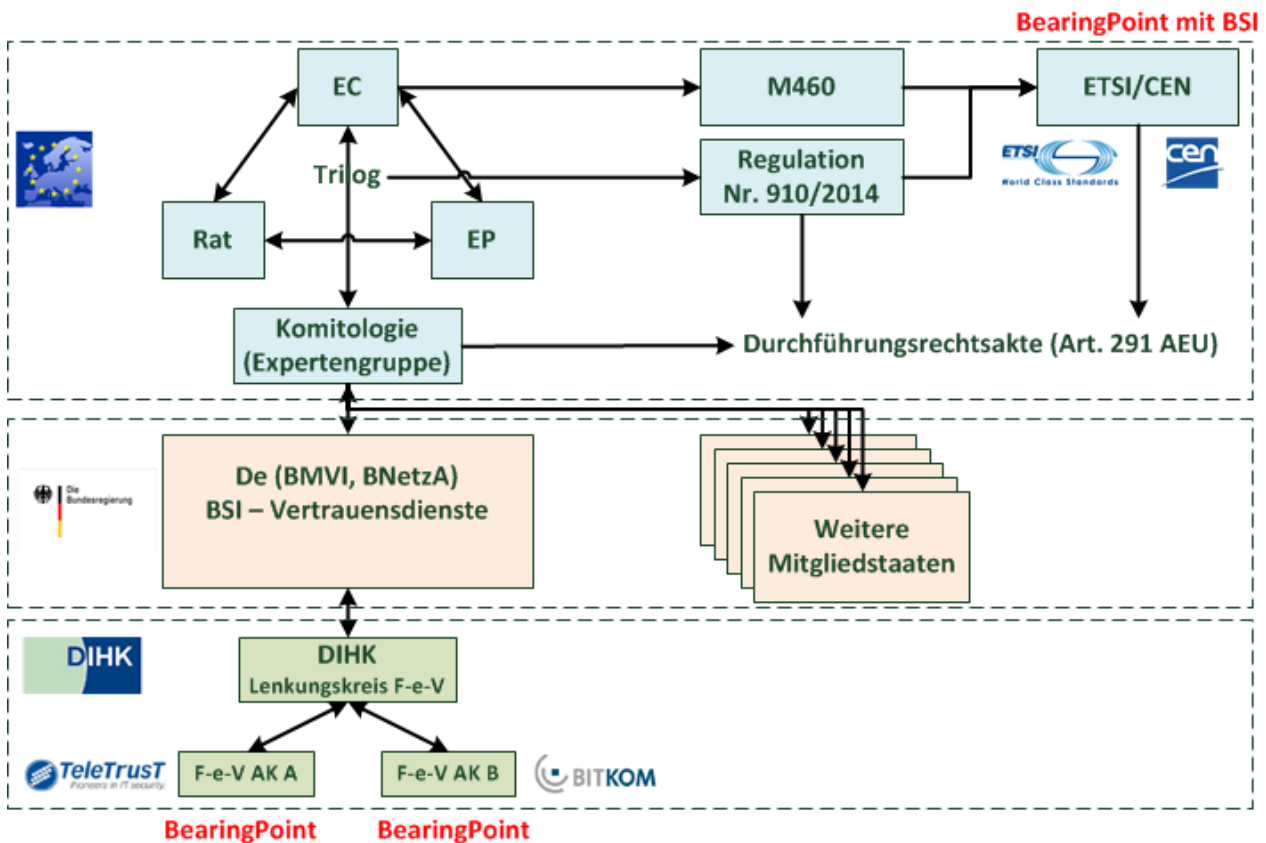 BearingPoint mit BSI
EC
M460
ETSI/CEN
Trilog
Regulation
Nr. 910/2014
ETSI
World Class Standards
cen
Rat
EP
Komitologie
(Expertengruppe)
Durchführungsrechtsakte (Art. 291 AEU)
Die
Bundesregierung
De (BMVI, BNetzA)
BSI – Vertrauensdienste
Weitere
Mitgliedstaaten
DIHK
DIHK
Lenkungskreis F-e-V
TeleTrusT
Pioneers in IT security.
F-e-V AK A
F-e-V AK B
BITKOM
BearingPoint
BearingPoint